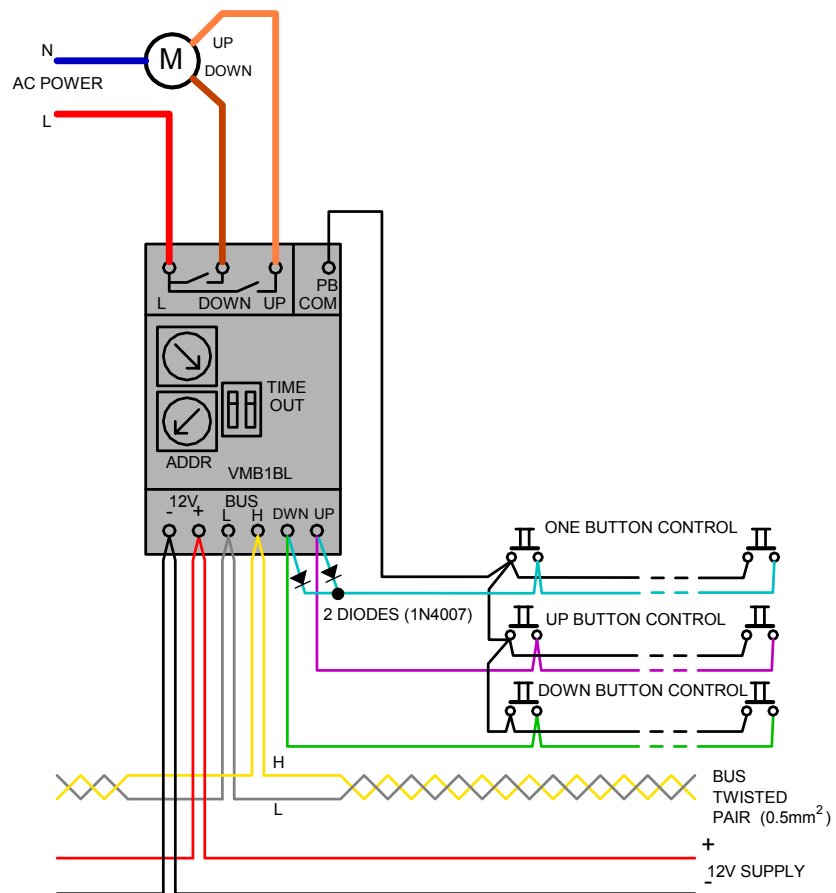 N
M
UP
DOWN
AC POWER
L
PB
L DOWN UP COM
TIME
OUT
ADDR
VMB1BL
12V BUS
- + L H DWN UP
ONE BUTTON CONTROL
2 DIODES (1N4007)
UP BUTTON CONTROL
DOWN BUTTON CONTROL
H
L
BUS
TWISTED
PAIR (0.5mm²)
+
12V SUPPLY
-